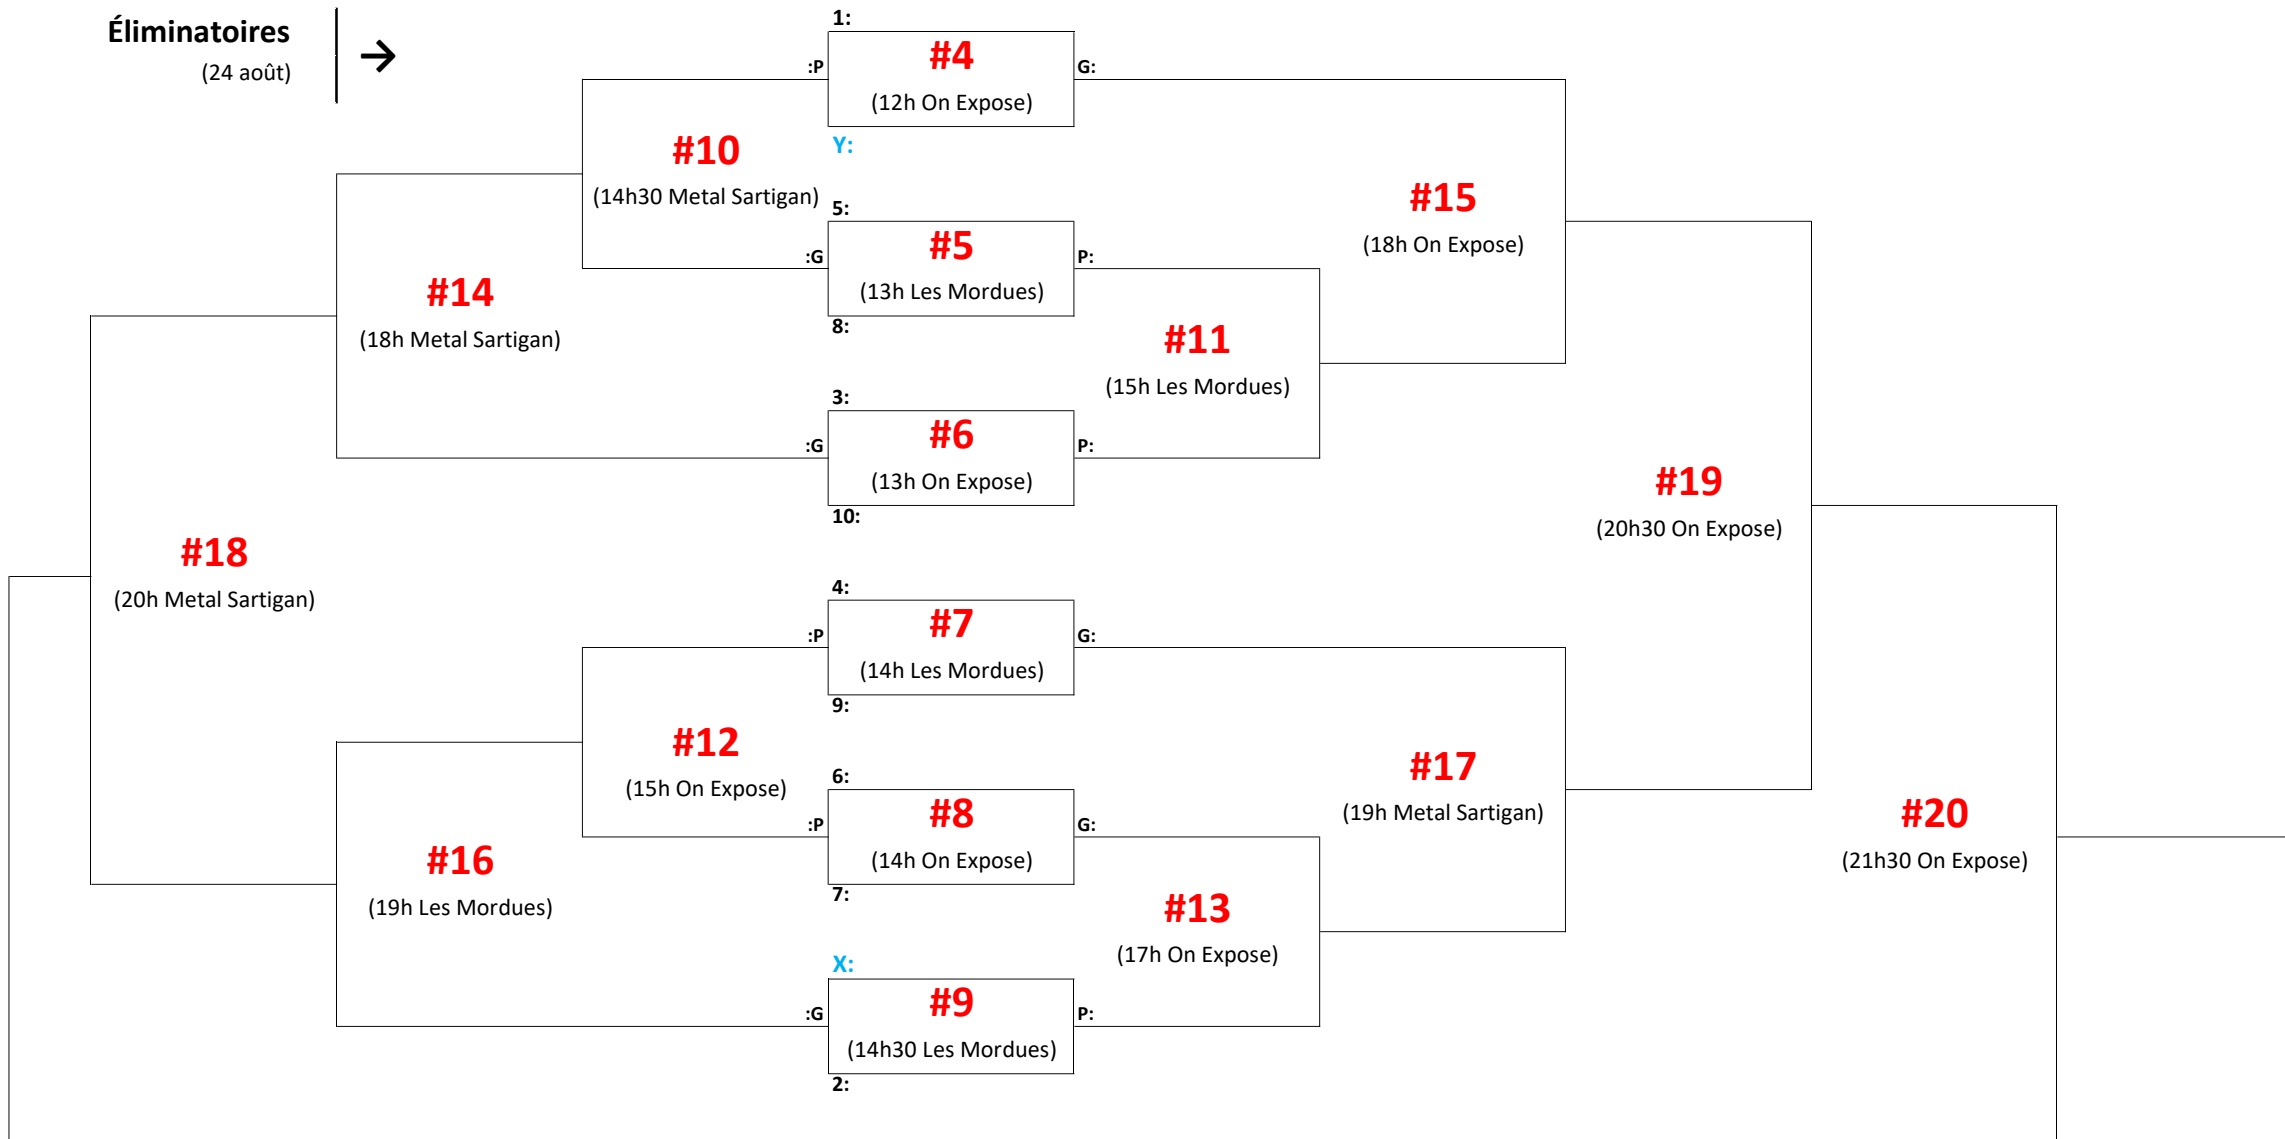 Éliminatoires
(24 août)
→
1:
:P
#4
G:
(12h On Expose)
Y:
#10
(14h30 Metal Sartigan)
5:
:G
#5
P:
(13h Les Mordues)
8:
#15
(18h On Expose)
#14
(18h Metal Sartigan)
#11
(15h Les Mordues)
3:
:G
#6
P:
(13h On Expose)
10:
#19
(20h30 On Expose)
#18
(20h Metal Sartigan)
4:
:P
#7
G:
(14h Les Mordues)
9:
#12
(15h On Expose)
6:
:P
#8
G:
(14h On Expose)
7:
#17
(19h Metal Sartigan)
#20
(21h30 On Expose)
#16
(19h Les Mordues)
#13
(17h On Expose)
X:
:G
#9
P:
(14h30 Les Mordues)
2: